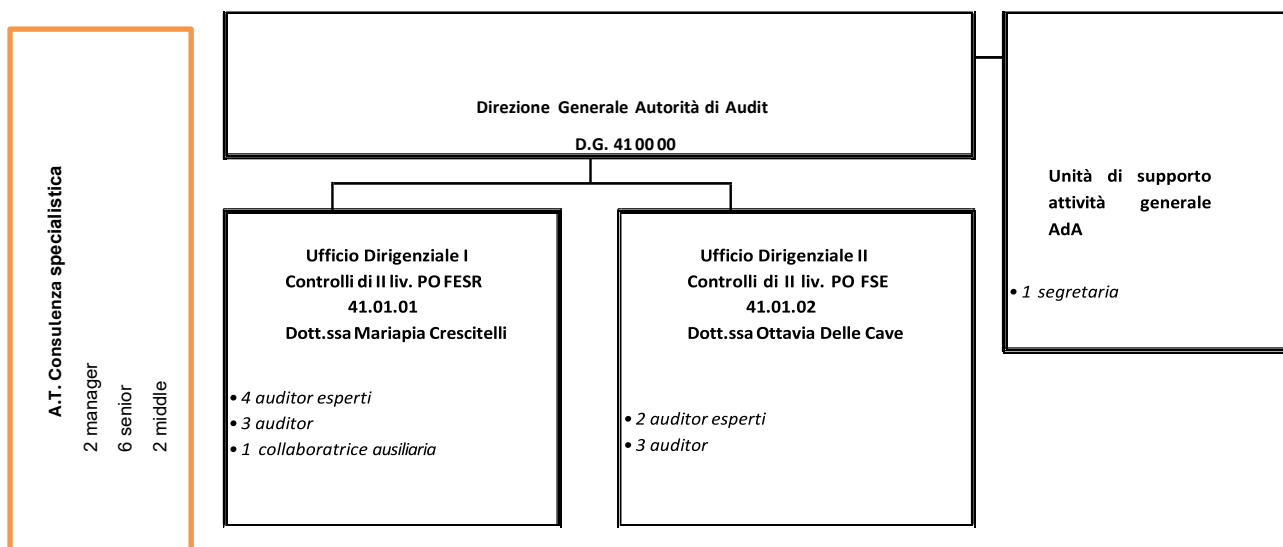 A.T. Consulenza specialistica
2 manager
6 senior
2 middle
Direzione Generale Autorità di Audit
D.G. 41 00 00
Ufficio Dirigenziale I
Controlli di II liv. PO FESR
41.01.01
Dott.ssa Mariapia Crescitelli
• 4 auditor esperti
• 3 auditor
• 1 collaboratrice ausiliaria
Ufficio Dirigenziale II
Controlli di II liv. PO FSE
41.01.02
Dott.ssa Ottavia Delle Cave
• 2 auditor esperti
• 3 auditor
Unità di supporto
attività generale
AdA
• 1 segretaria